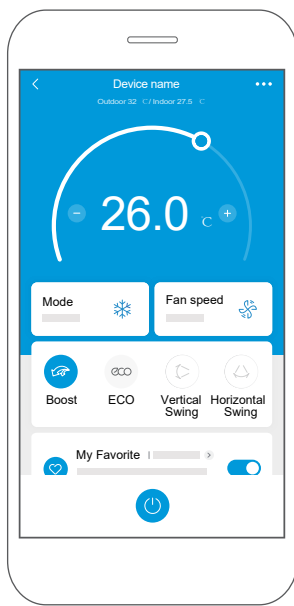 Device name
Outdoor 32 ℃/ Indoor 27.5 ℃
− 26.0 ℃ +
Mode
Fan speed
Boost
ECO
Vertical Swing
Horizontal Swing
My Favorite